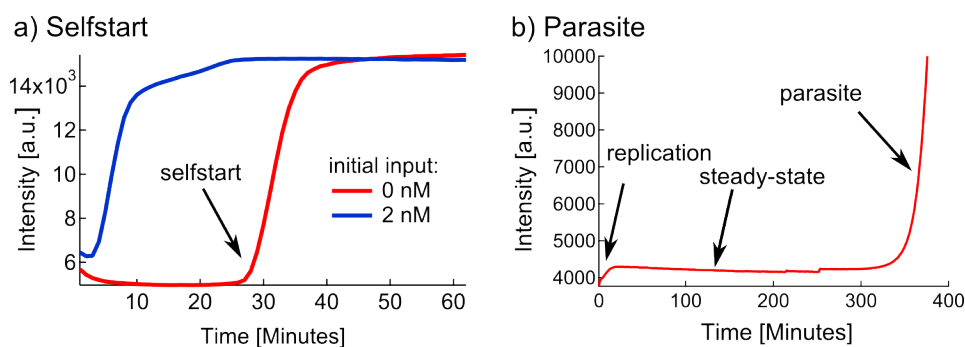 a) Selfstart
Intensity [a.u.]
14x10³
12
10
8
6
selfstart
initial input:
0 nM
2 nM
10
20
30
40
50
60
Time [Minutes]
b) Parasite
Intensity [a.u.]
10000
9000
8000
7000
6000
5000
4000
replication
steady-state
parasite
0
100
200
300
400
Time [Minutes]